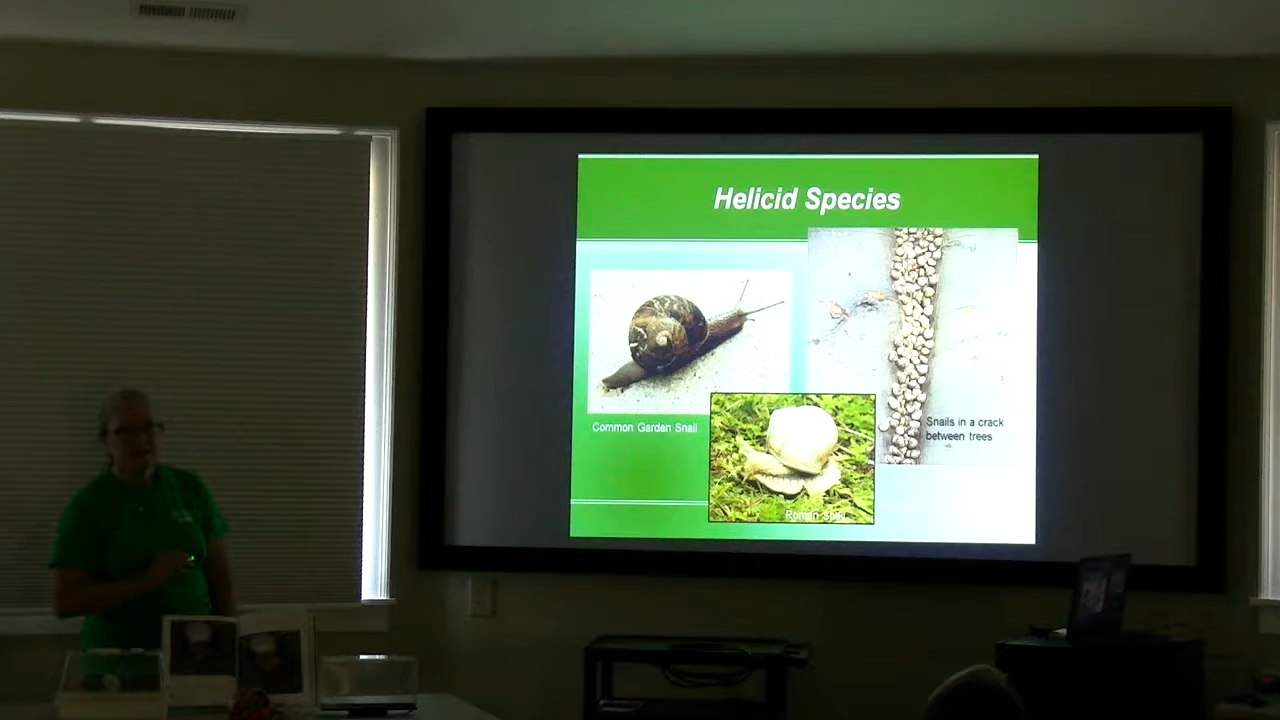 Helicid Species
Common Garden Snail
Snails in a crack
between trees
Roman Snail